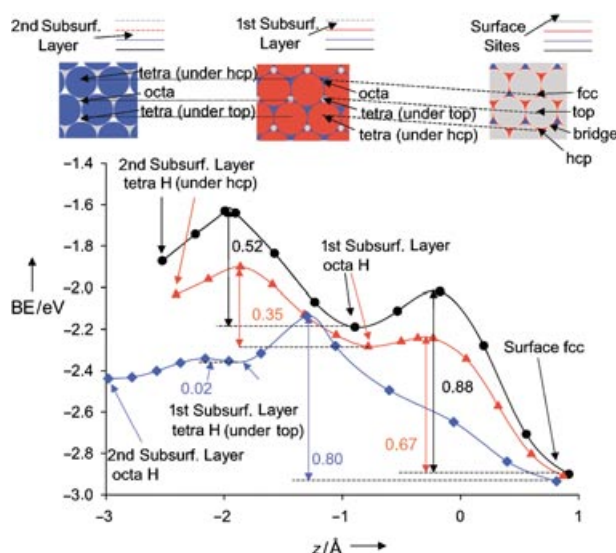 2nd Subsurf.
Layer
1st Subsurf.
Layer
Surface
Sites
tetra (under hcp)
octa
tetra (under top)
octa
tetra (under top)
tetra (under hcp)
fcc
top
bridge
hcp
−1.4
−1.6
−1.8
−2.0
−2.2
−2.4
−2.6
−2.8
−3.0
BE/eV
2nd Subsurf. Layer
tetra H (under hcp)
0.52
0.35
1st Subsurf. Layer
octa H
Surface fcc
0.88
0.67
0.02
1st Subsurf. Layer
tetra H (under top)
2nd Subsurf. Layer
octa H
0.80
−3
−2
−1
0
1
z/Å